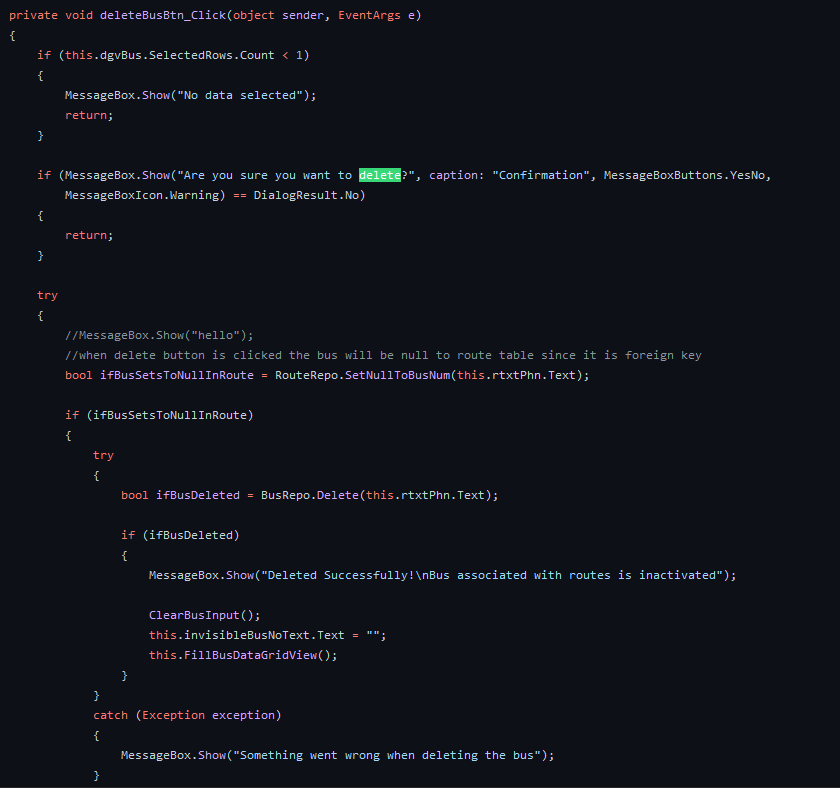 private void deleteBusBtn_Click(object sender, EventArgs e)
{
    if (this.dgvBus.SelectedRows.Count < 1)
    {
        MessageBox.Show("No data selected");
        return;
    }

    if (MessageBox.Show("Are you sure you want to delete?", caption: "Confirmation", MessageBoxButtons.YesNo,
        MessageBoxIcon.Warning) == DialogResult.No)
    {
        return;
    }

    try
    {
        //MessageBox.Show("hello");
        //when delete button is clicked the bus will be null to route table since it is foreign key
        bool ifBusSetsToNullInRoute = RouteRepo.SetNullToBusNum(this.rtxtPhn.Text);

        if (ifBusSetsToNullInRoute)
        {
            try
            {
                bool ifBusDeleted = BusRepo.Delete(this.rtxtPhn.Text);

                if (ifBusDeleted)
                {
                    MessageBox.Show("Deleted Successfully!\nBus associated with routes is inactivated");

                    ClearBusInput();
                    this.invisibleBusNoText.Text = "";
                    this.FillBusDataGridView();
                }
            }
            catch (Exception exception)
            {
                MessageBox.Show("Something went wrong when deleting the bus");
            }